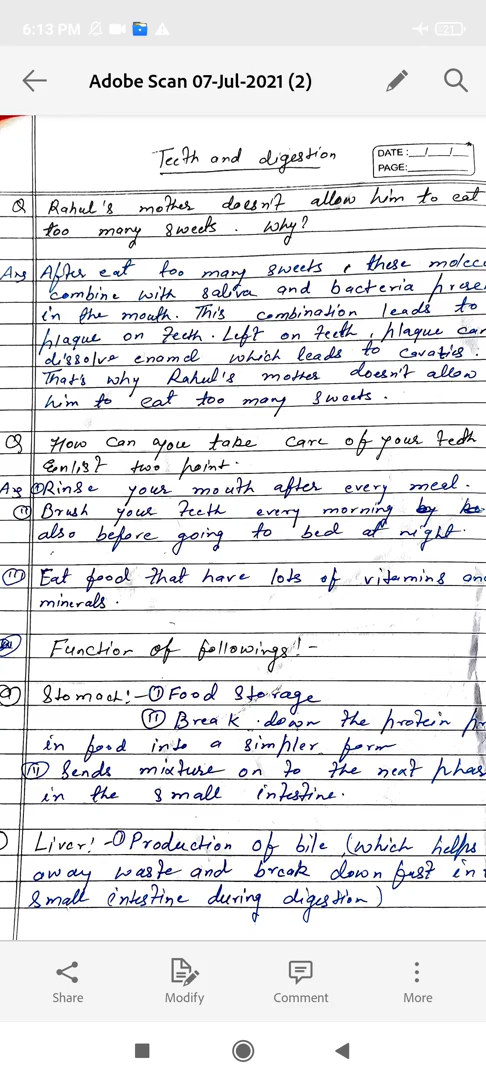 6:13 PM
21
Adobe Scan 07-Jul-2021 (2)
Teeth and digestion
DATE:__/__/__
PAGE:
Q Rahul's mother doesn't allow him to eat
too many sweets. Why?
Ans After eat too many sweets, these molec
combine with saliva and bacteria prese
in the mouth. This combination leads to
plaque on teeth. Left on teeth, plaque can
dissolve enamal which leads to cavaties.
That's why Rahul's mother doesn't allow
him to eat too many sweets.
Q How can you take care of your teeth
Enlist two point.
Ans (i) Rinse your mouth after every meel.
(ii) Brush your teeth every morning
also before going to bed at night.
(iii) Eat food that have lots of vitamins an
minerals.
Function of followings:-
Stomach:- (i) Food Storage
(ii) Break down the protein pr
in food into a simpler form
(iii) Sends mixture on to the next phas
in the small intestine.
Liver:- (i) Production of bile (which helps
away waste and break down fast in
small intestine during digestion)
Share
Modify
Comment
More